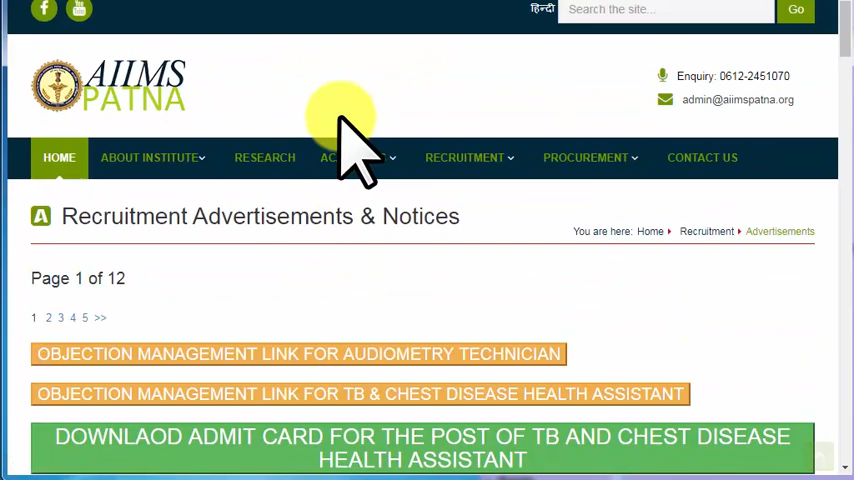 हिन्दी
Search the site...
Go
AIIMS
PATNA
Enquiry: 0612-2451070
admin@aiimspatna.org
HOME
ABOUT INSTITUTE
RESEARCH
RECRUITMENT
PROCUREMENT
CONTACT US
A Recruitment Advertisements & Notices
You are here: Home Recruitment Advertisements
Page 1 of 12
1 2 3 4 5 >>
OBJECTION MANAGEMENT LINK FOR AUDIOMETRY TECHNICIAN
OBJECTION MANAGEMENT LINK FOR TB & CHEST DISEASE HEALTH ASSISTANT
DOWNLAOD ADMIT CARD FOR THE POST OF TB AND CHEST DISEASE
HEALTH ASSISTANT